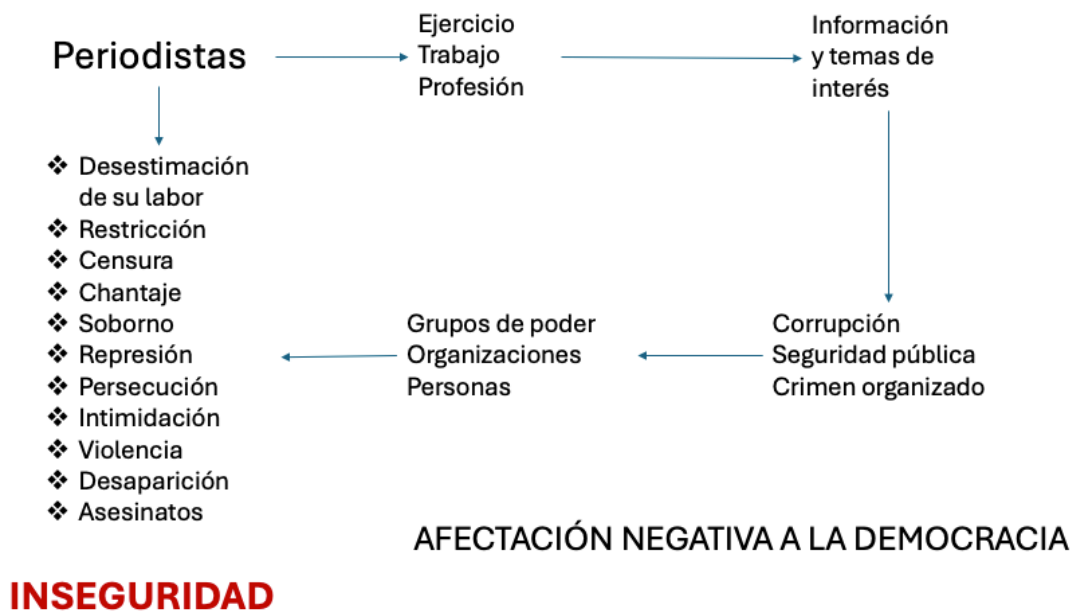 Periodistas
Ejercicio
Trabajo
Profesión
Información
y temas de
interés
❖ Desestimación
de su labor
❖ Restricción
❖ Censura
❖ Chantaje
❖ Soborno
❖ Represión
❖ Persecución
❖ Intimidación
❖ Violencia
❖ Desaparición
❖ Asesinatos
Grupos de poder
Organizaciones
Personas
Corrupción
Seguridad pública
Crimen organizado
AFECTACIÓN NEGATIVA A LA DEMOCRACIA
INSEGURIDAD